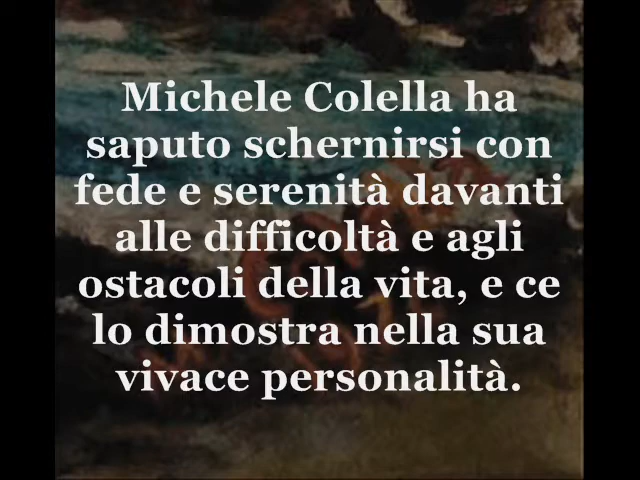 Michele Colella ha
saputo schernirsi con
fede e serenità davanti
alle difficoltà e agli
ostacoli della vita, e ce
lo dimostra nella sua
vivace personalità.